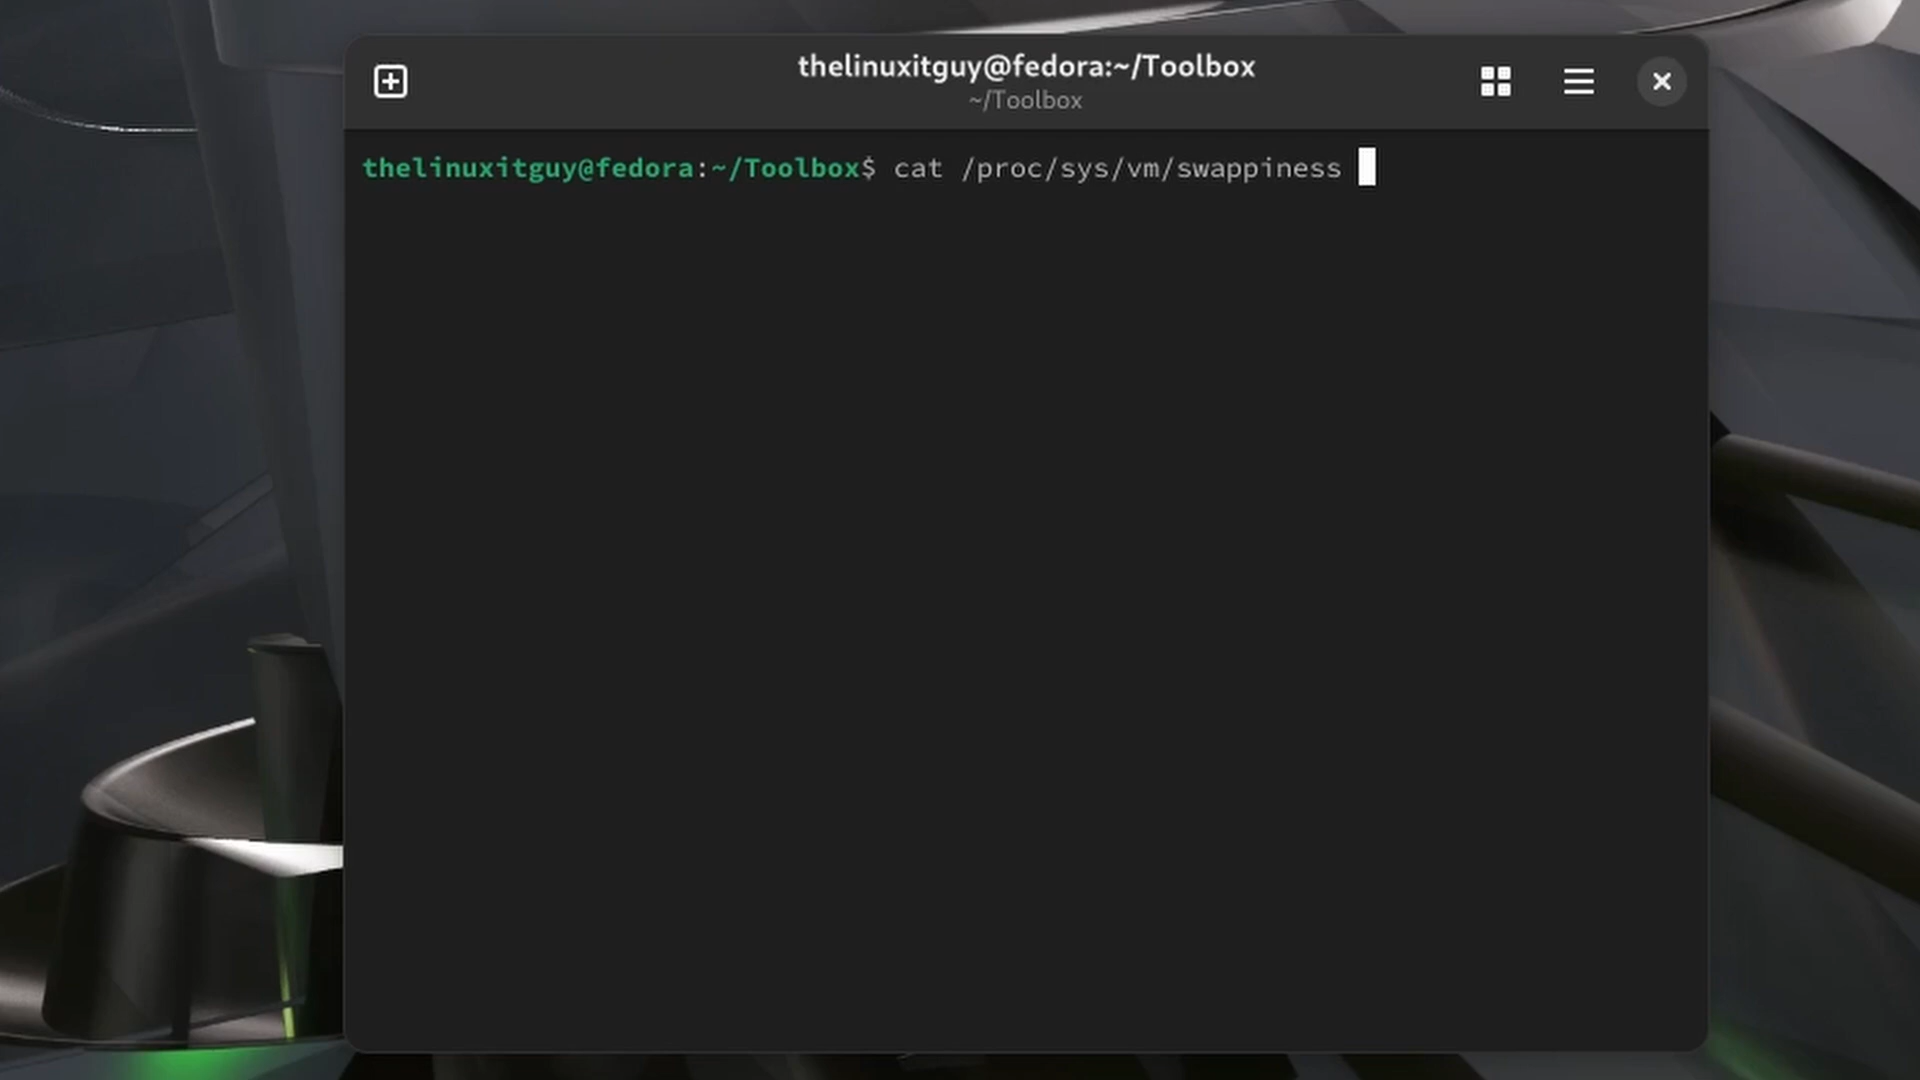 thelinuxitguy@fedora:~/Toolbox
~/Toolbox
thelinuxitguy@fedora:~/Toolbox$ cat /proc/sys/vm/swappiness